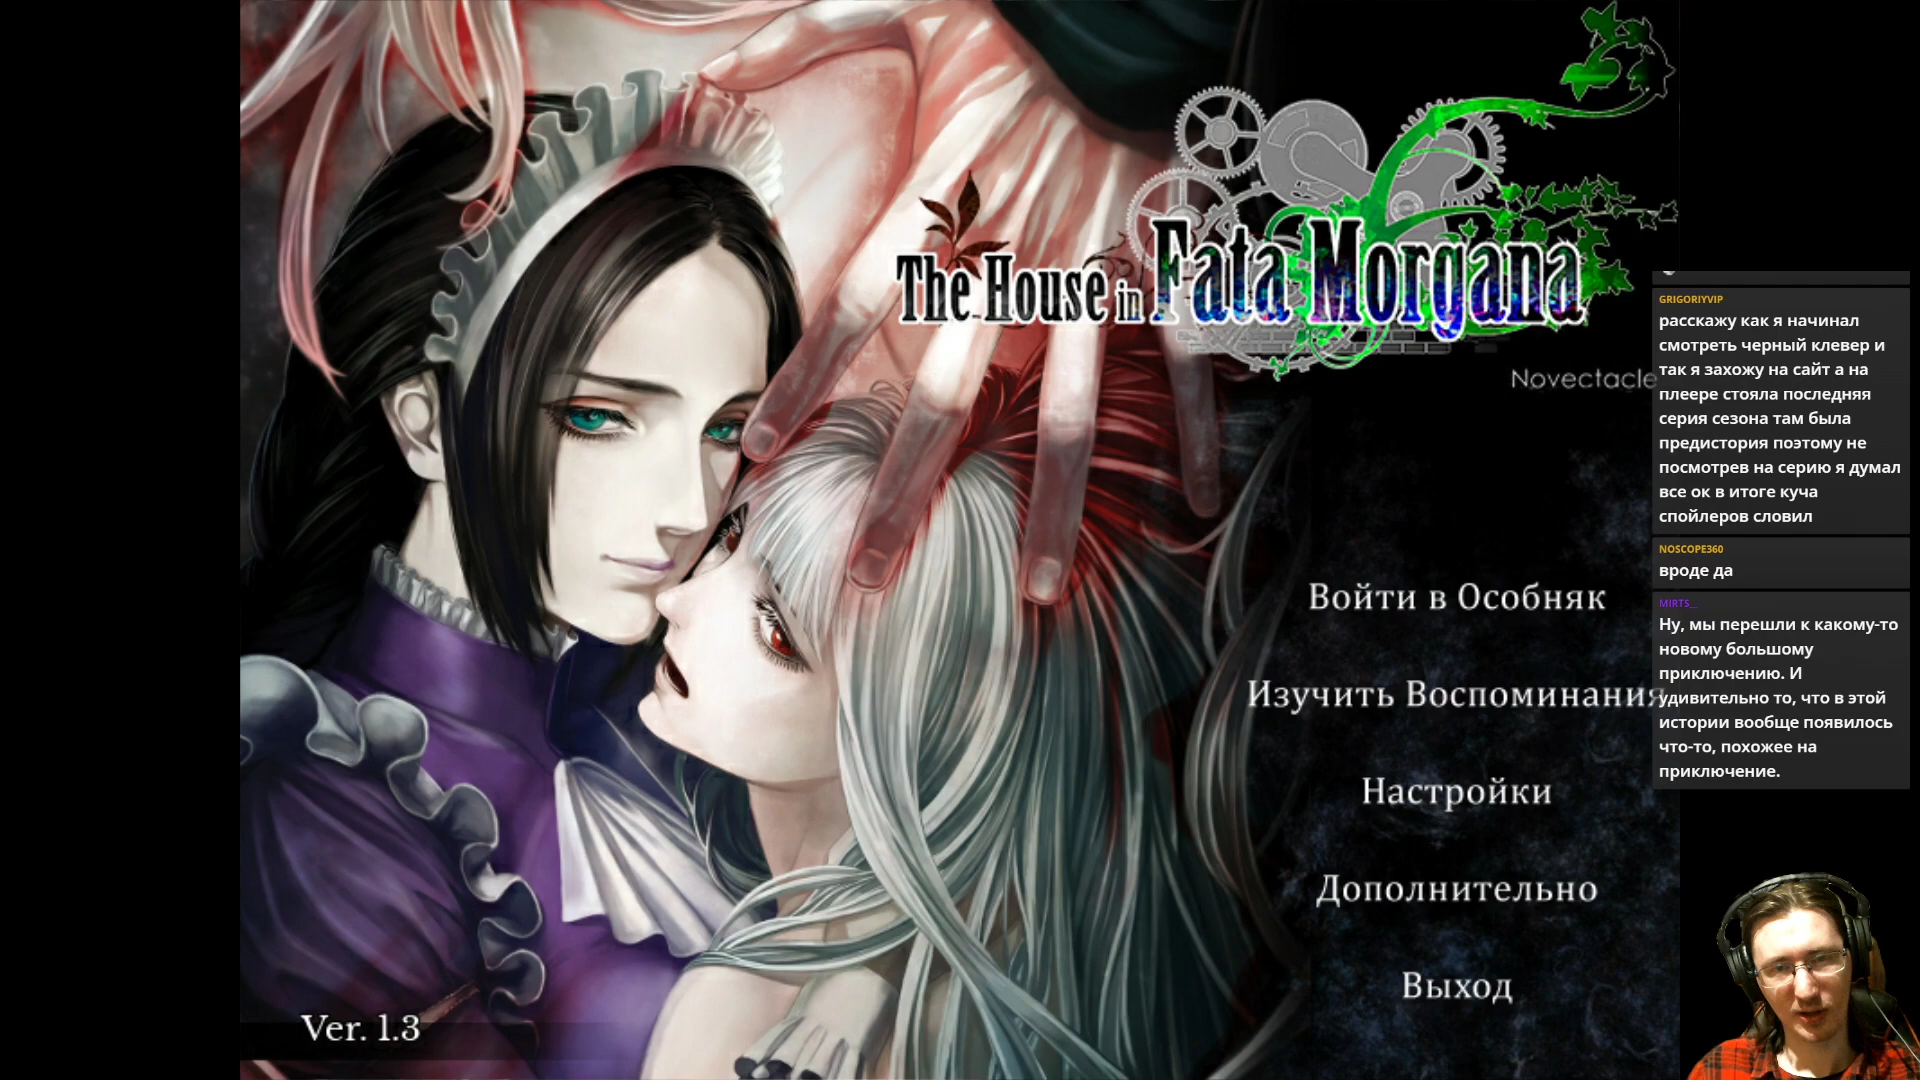 The House in Fata Morgana
Novectacle
Войти в Особняк
Изучить Воспоминания
Настройки
Дополнительно
Выход
Ver. 1.3
GRIGORIYVIP
расскажу как я начинал
смотреть черный клевер и
так я захожу на сайт а на
плеере стояла последняя
серия сезона там была
предистория поэтому не
посмотрев на серию я думал
все ок в итоге куча
спойлеров словил
NOSCOPE360
вроде да
MIRTS__
Ну, мы перешли к какому-то
новому большому
приключению. И
удивительно то, что в этой
истории вообще появилось
что-то, похожее на
приключение.